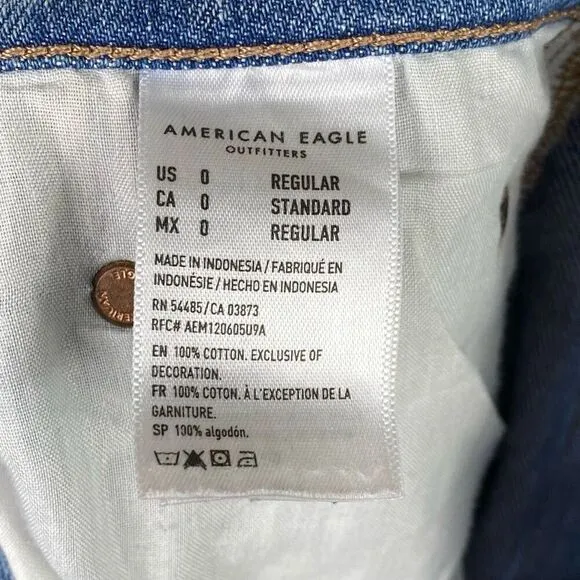 AMERICAN EAGLE
OUTFITTERS
US 0 REGULAR
CA 0 STANDARD
MX 0 REGULAR
MADE IN INDONESIA / FABRIQUÉ EN
INDONÉSIE / HECHO EN INDONESIA
RN 54485 / CA 03873
RFC# AEM120605U9A
EN 100% COTTON. EXCLUSIVE OF
DECORATION.
FR 100% COTON. À L'EXCEPTION DE LA
GARNITURE.
SP 100% algodón.
AMERICAN
EAGLE